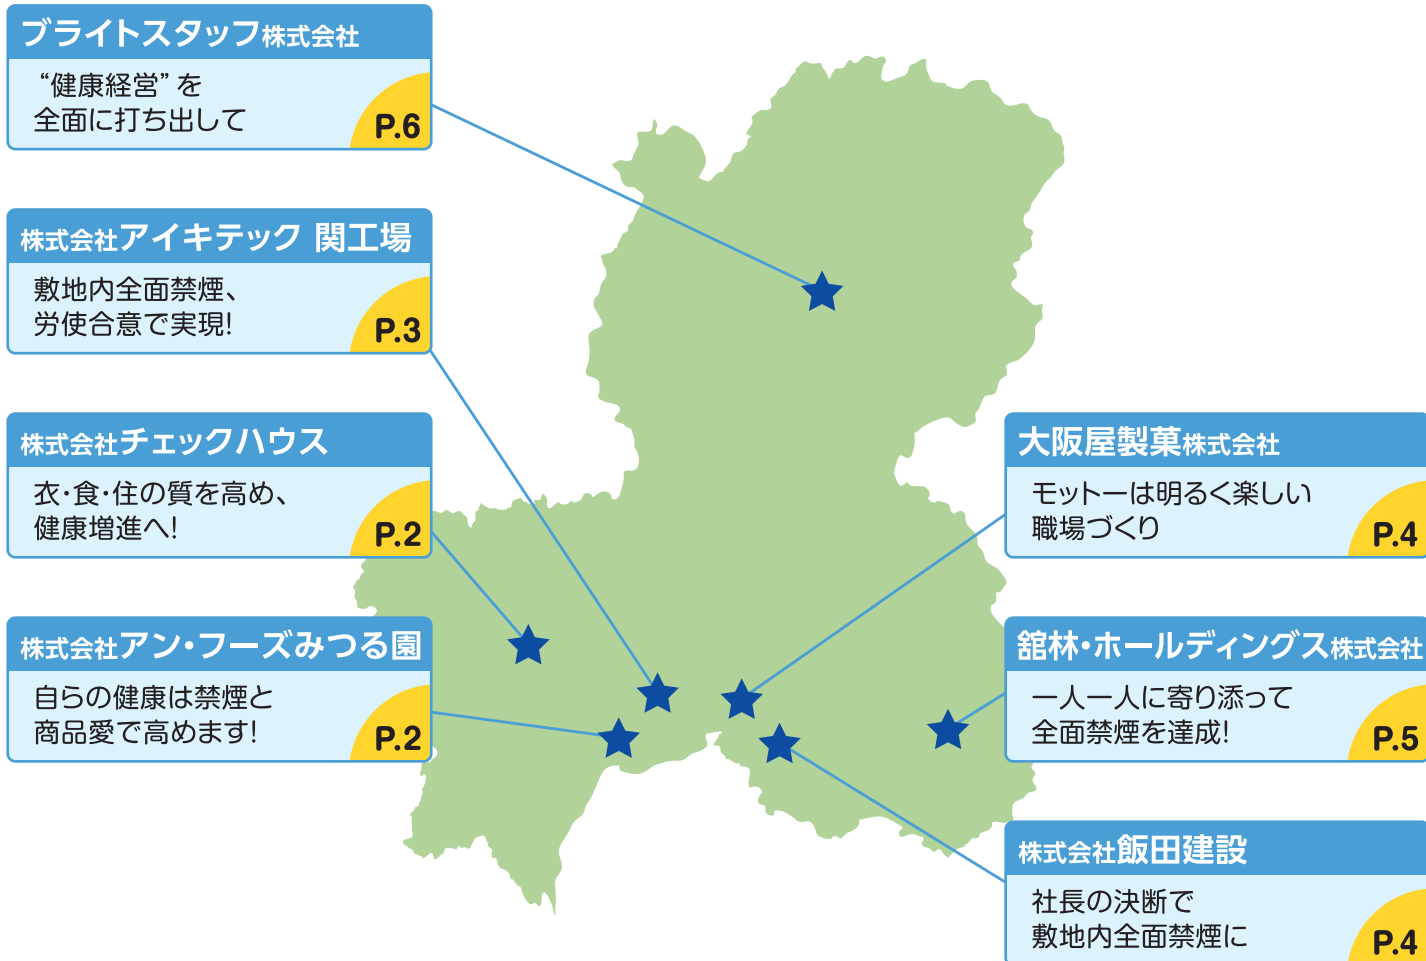 ブライトスタッフ株式会社
“健康経営”を
全面に打ち出して
P.6
株式会社アイキテック 関工場
敷地内全面禁煙、
労使合意で実現!
P.3
株式会社チェックハウス
衣・食・住の質を高め、
健康増進へ!
P.2
株式会社アン・フーズみつる園
自らの健康は禁煙と
商品愛で高めます!
P.2
大阪屋製菓株式会社
モットーは明るく楽しい
職場づくり
P.4
舘林・ホールディングス株式会社
一人一人に寄り添って
全面禁煙を達成!
P.5
株式会社飯田建設
社長の決断で
敷地内全面禁煙に
P.4